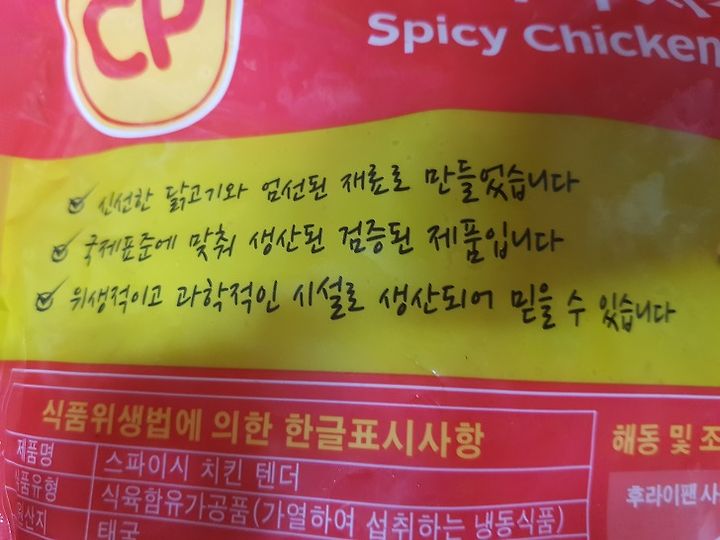 CP
Spicy Chicken
신선한 닭고기와 엄선된 재료로 만들었습니다
국제표준에 맞춰 생산된 검증된 제품입니다
위생적이고 과학적인 시설로 생산되어 믿을 수 있습니다
식품위생법에 의한 한글표시사항
제품명 스파이시 치킨 텐더
식품유형 식육함유가공품(가열하여 섭취하는 냉동식품)
원산지 태국
해동 및 조
후라이팬 사